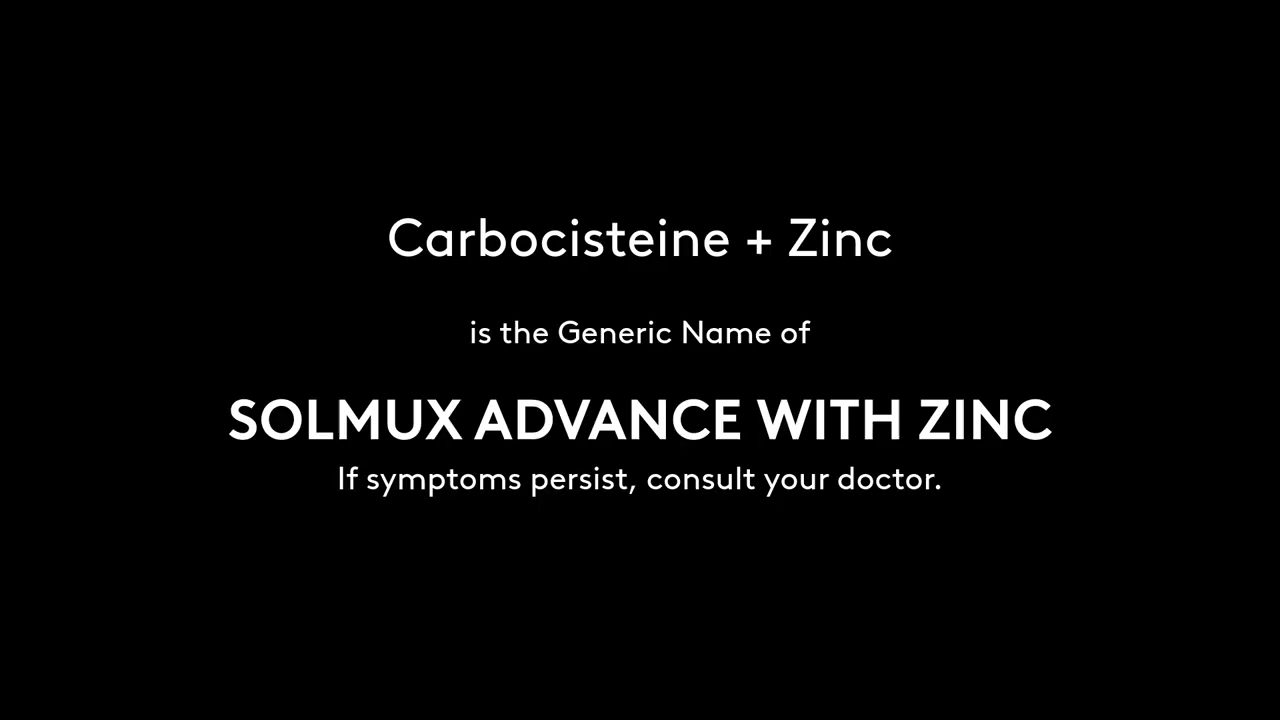 Carbocisteine + Zinc
is the Generic Name of
SOLMUX ADVANCE WITH ZINC
If symptoms persist, consult your doctor.